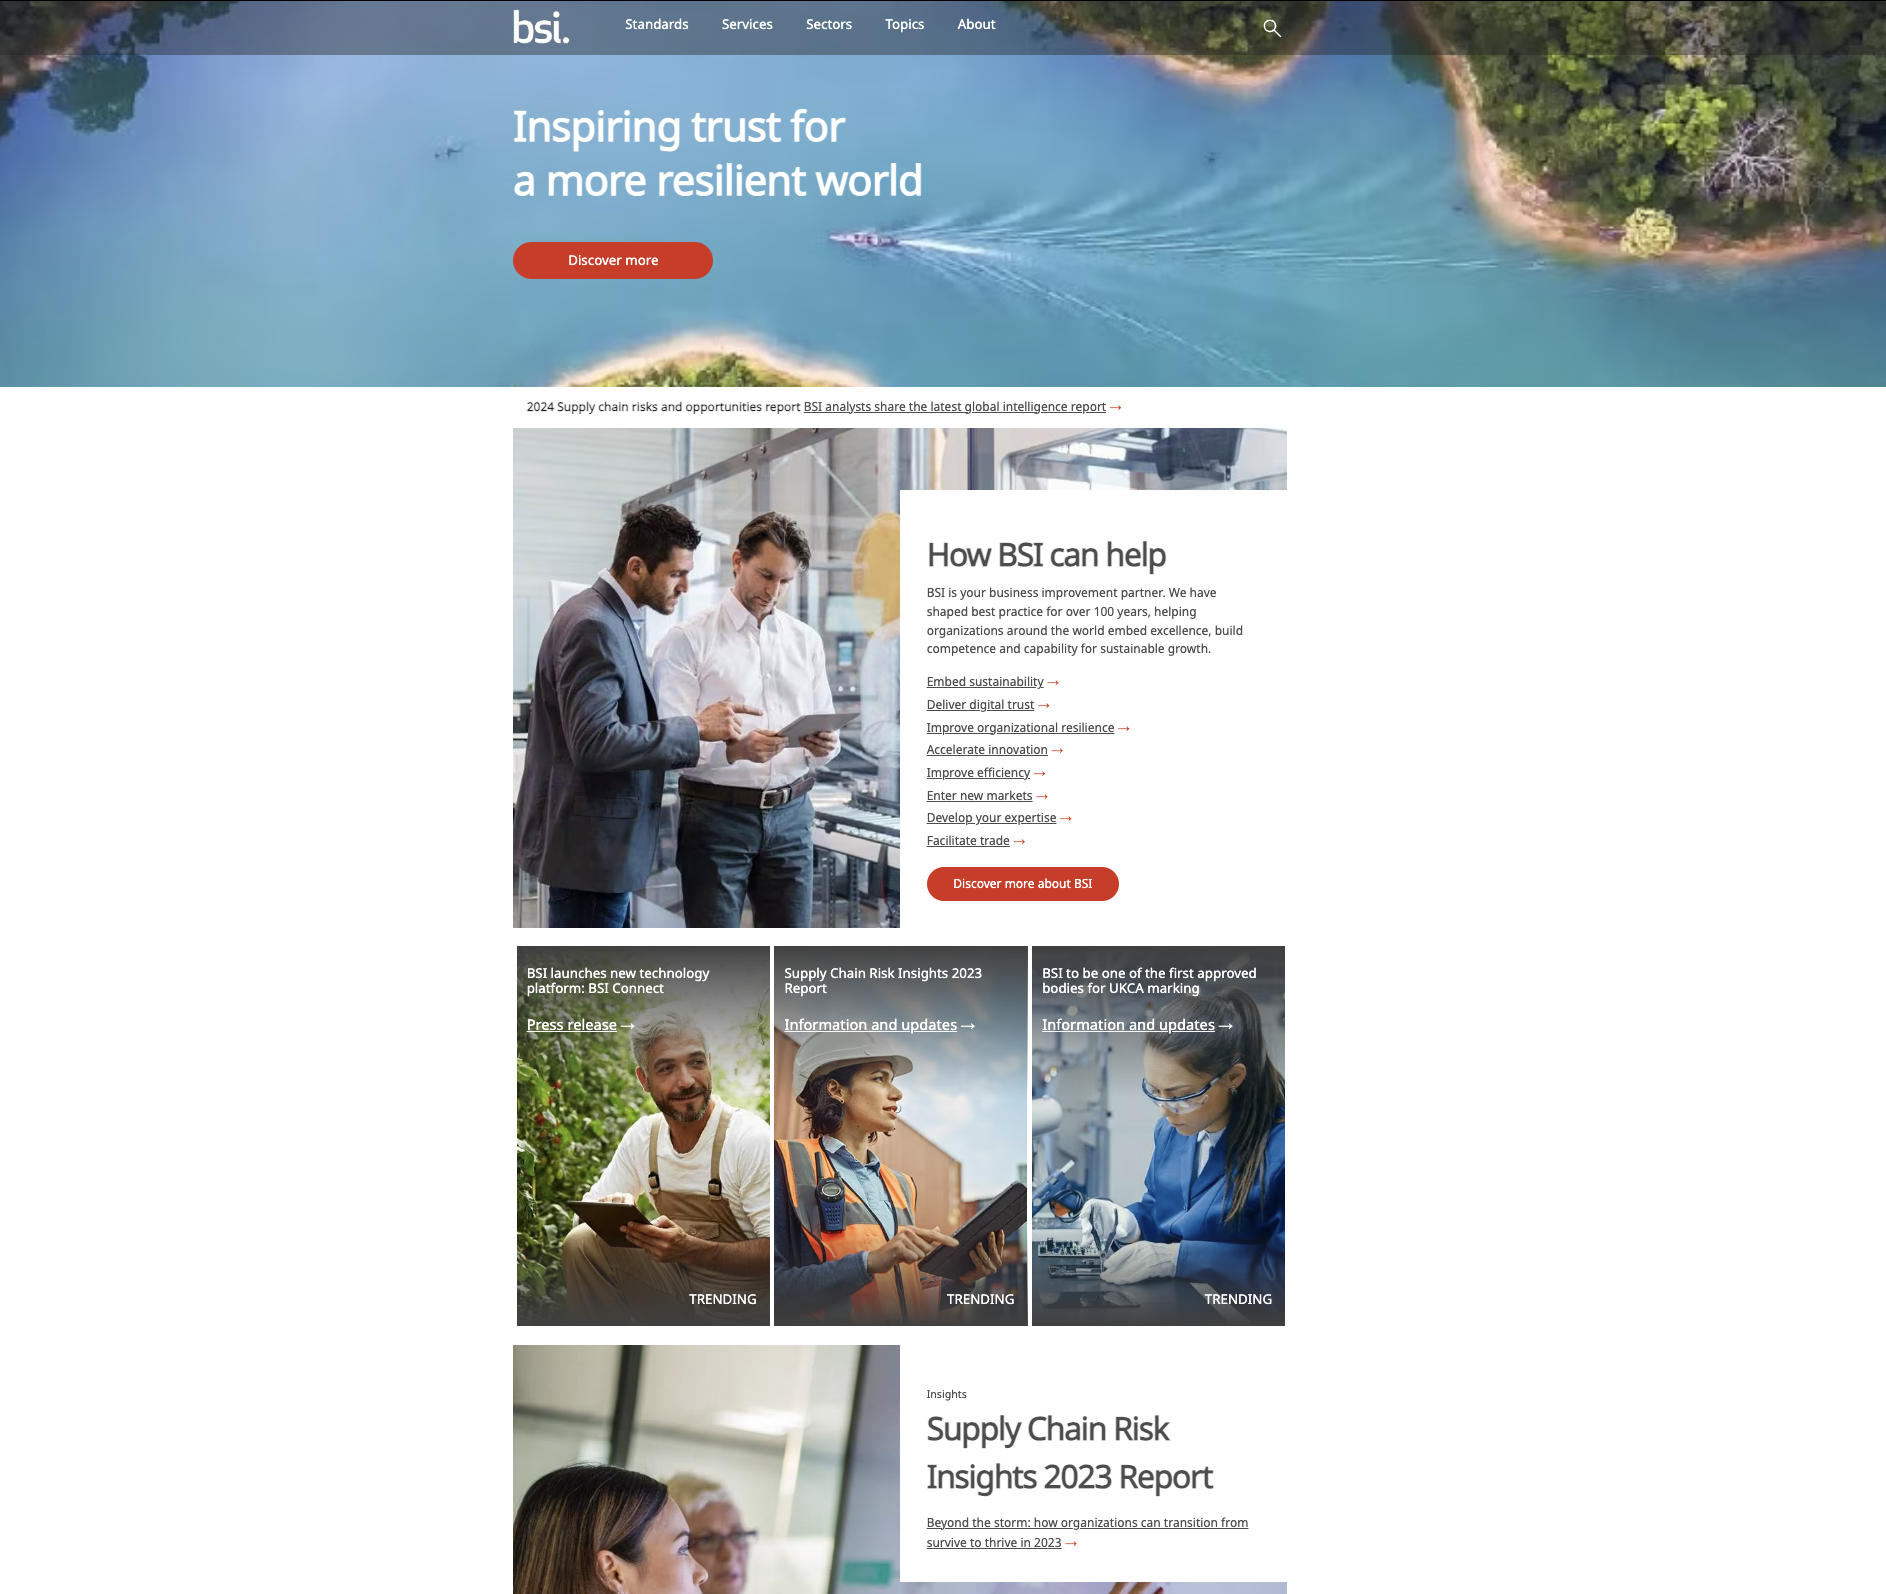 bsi.
Standards
Services
Sectors
Topics
About
Inspiring trust for
a more resilient world
Discover more
2024 Supply chain risks and opportunities report BSI analysts share the latest global intelligence report →
How BSI can help
BSI is your business improvement partner. We have
shaped best practice for over 100 years, helping
organizations around the world embed excellence, build
competence and capability for sustainable growth.
Embed sustainability →
Deliver digital trust →
Improve organizational resilience →
Accelerate innovation →
Improve efficiency →
Enter new markets →
Develop your expertise →
Facilitate trade →
Discover more about BSI
BSI launches new technology
platform: BSI Connect
Press release →
TRENDING
Supply Chain Risk Insights 2023
Report
Information and updates →
TRENDING
BSI to be one of the first approved
bodies for UKCA marking
Information and updates →
TRENDING
Insights
Supply Chain Risk
Insights 2023 Report
Beyond the storm: how organizations can transition from
survive to thrive in 2023 →